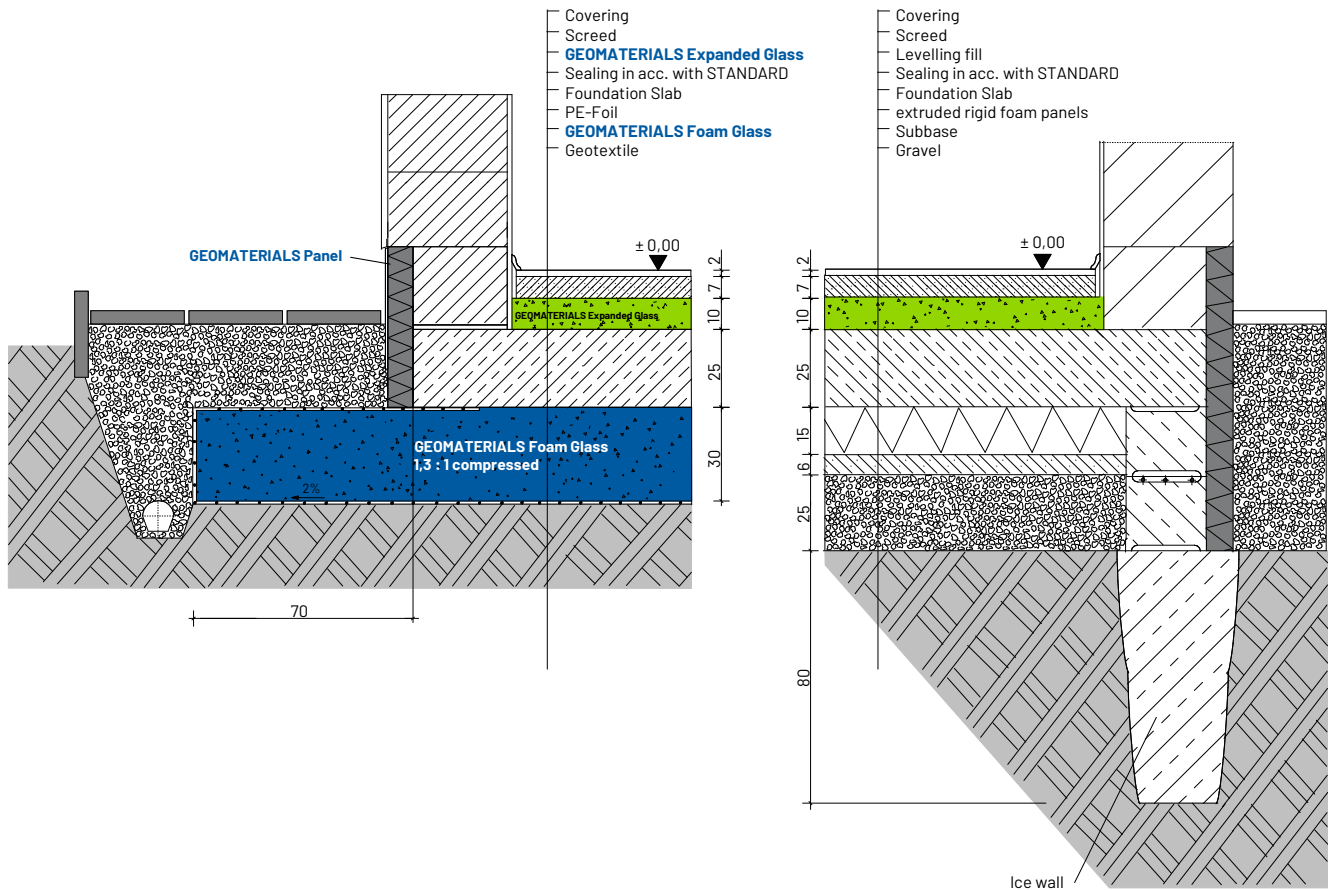 Covering
Screed
GEOMATERIALS Expanded Glass
Sealing in acc. with STANDARD
Foundation Slab
PE-Foil
GEOMATERIALS Foam Glass
Geotextile
GEOMATERIALS Panel
± 0,00
2
7
10
25
30
GEOMATERIALS Expanded Glass
GEOMATERIALS Foam Glass
1,3 : 1 compressed
2%
70
Covering
Screed
Levelling fill
Sealing in acc. with STANDARD
Foundation Slab
extruded rigid foam panels
Subbase
Gravel
± 0,00
2
7
10
25
15
6
25
80
Ice wall